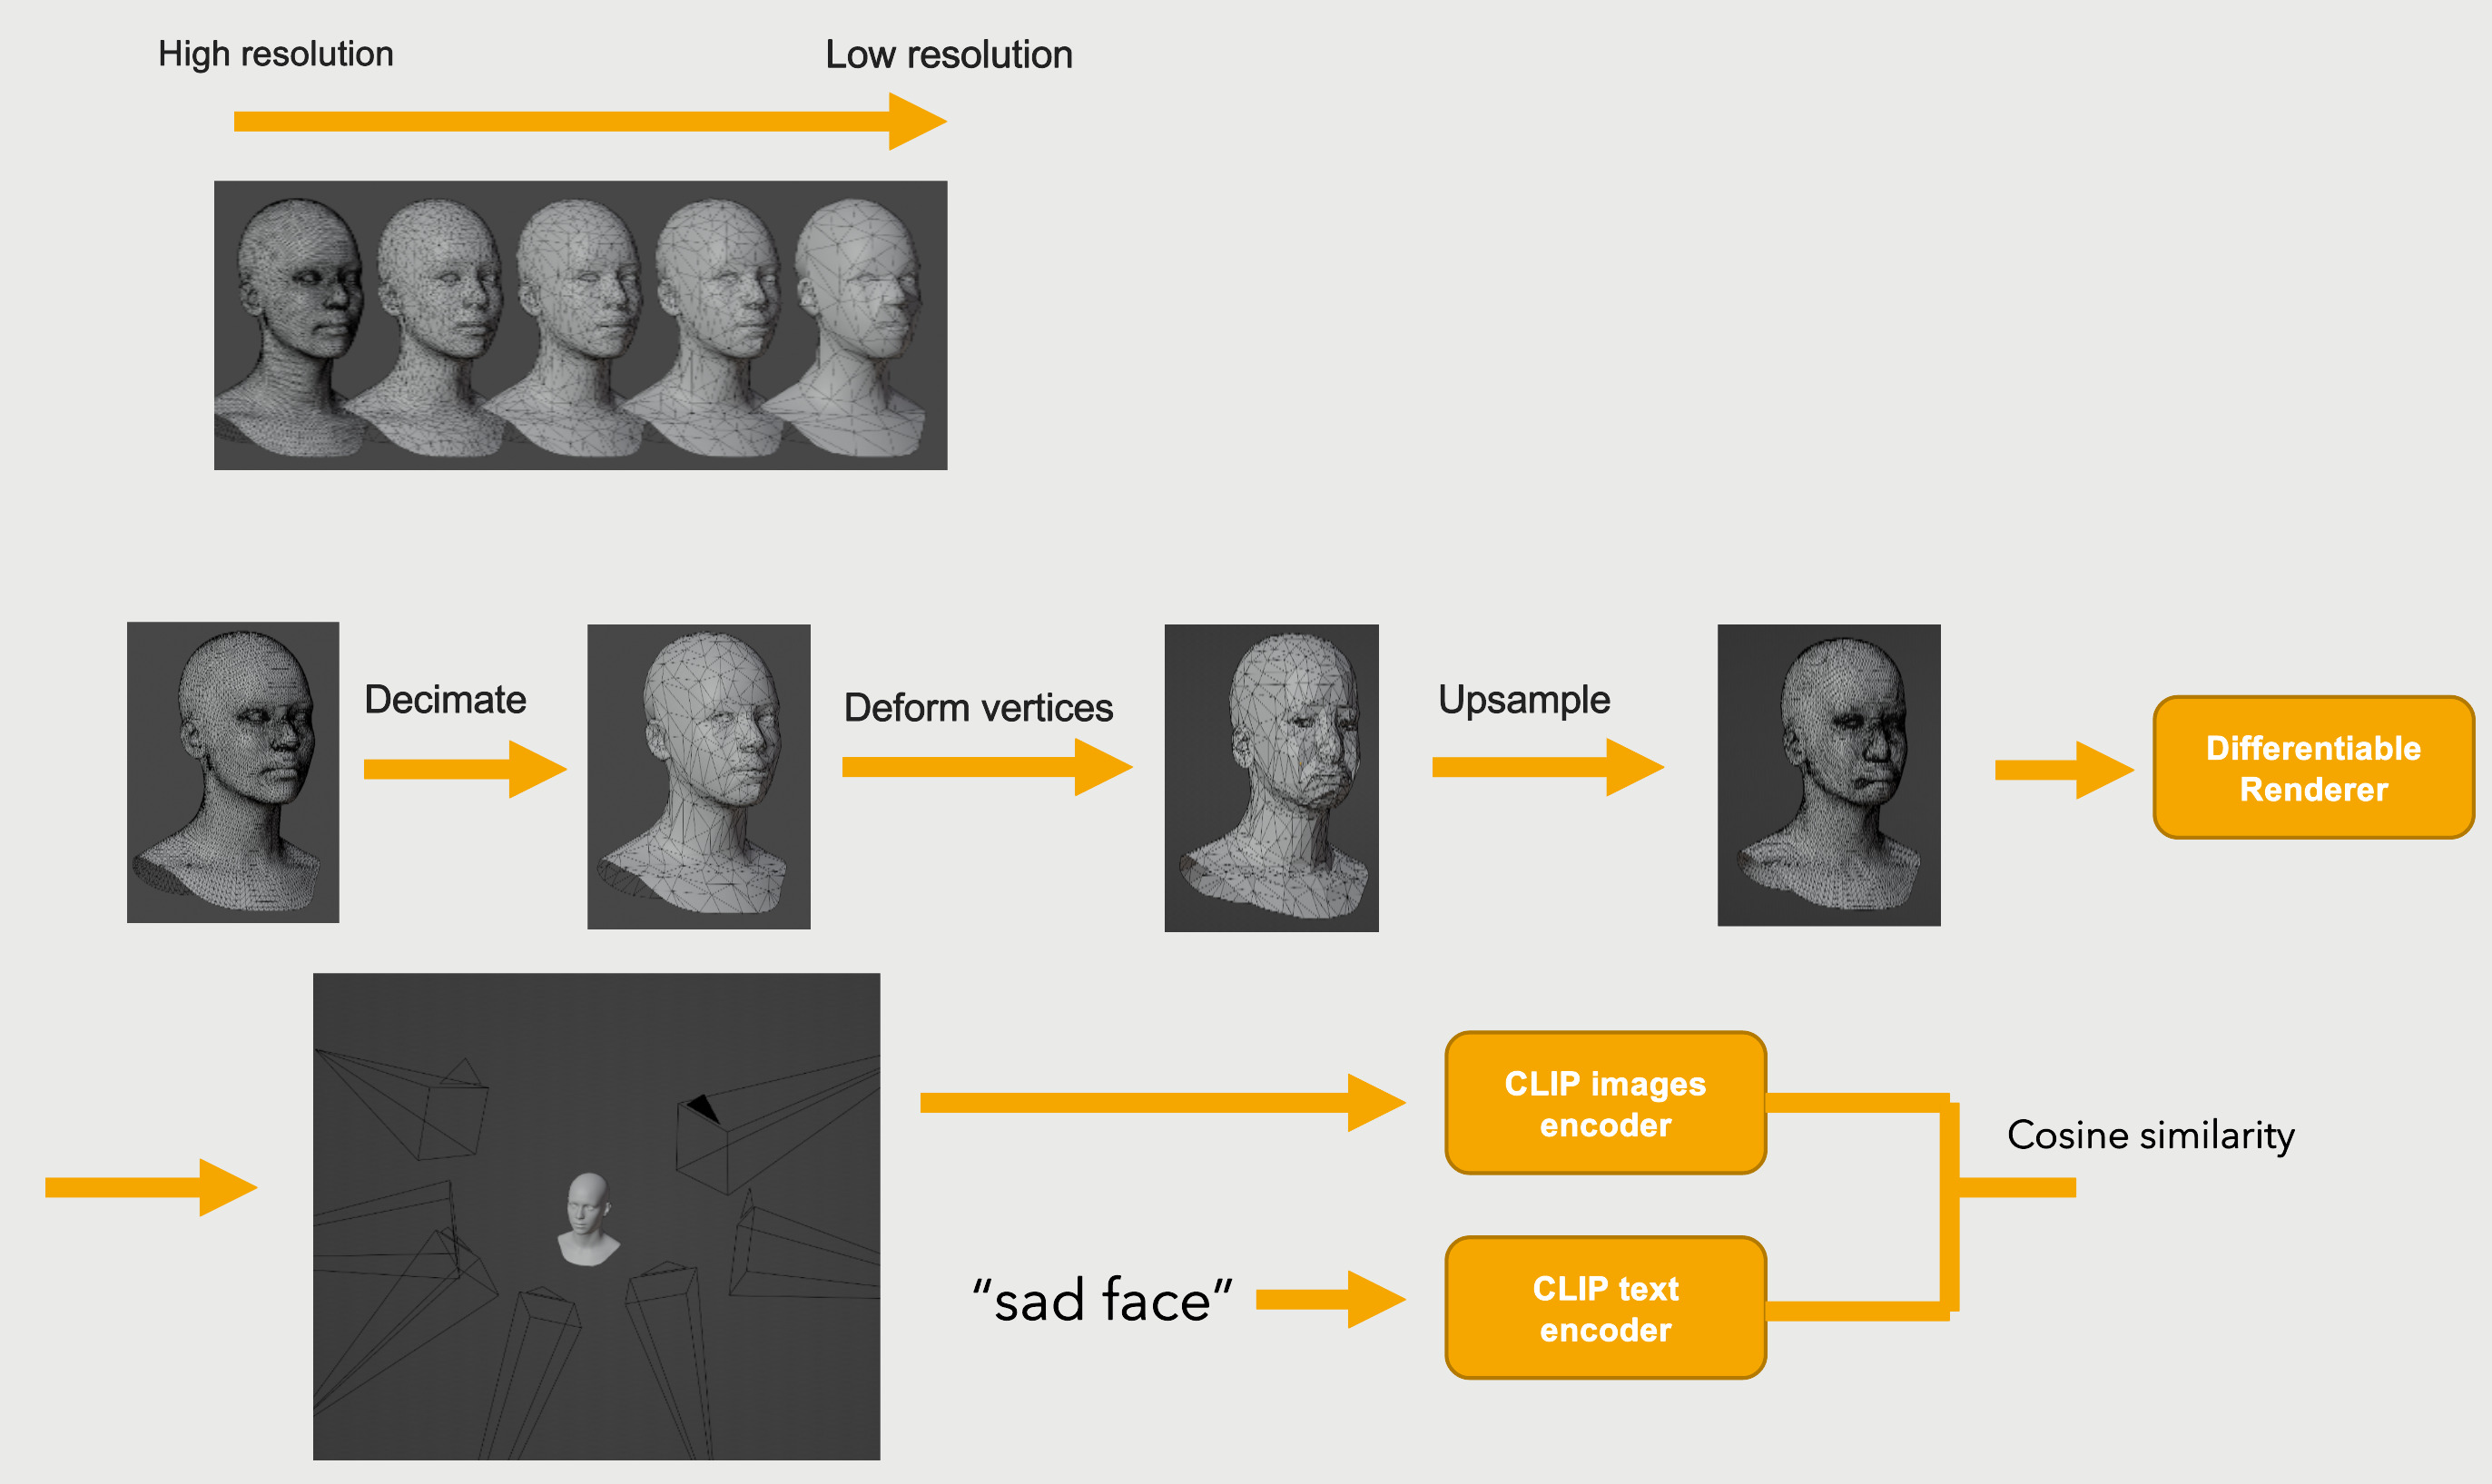 High resolution
Low resolution
Decimate
Deform vertices
Upsample
Differentiable
Renderer
CLIP images
encoder
Cosine similarity
“sad face”
CLIP text
encoder